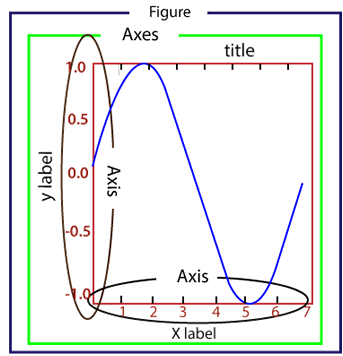 Figure
Axes
title
1.0
0.5
0.0
-0.5
-1.0
y label
Axis
Axis
1 2 3 4 5 6 7
X label